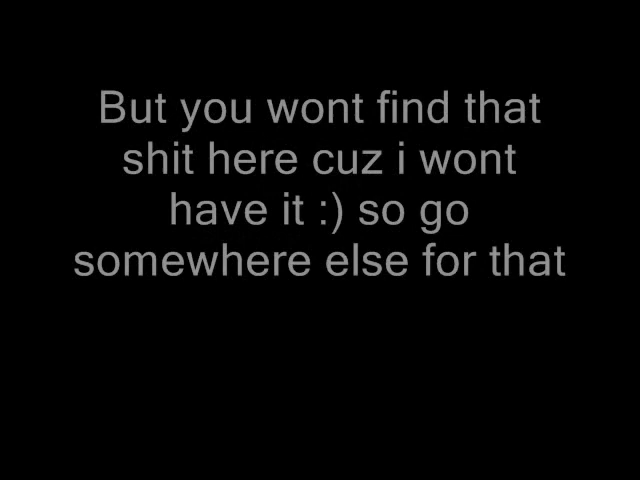 But you wont find that
shit here cuz i wont
have it :) so go
somewhere else for that